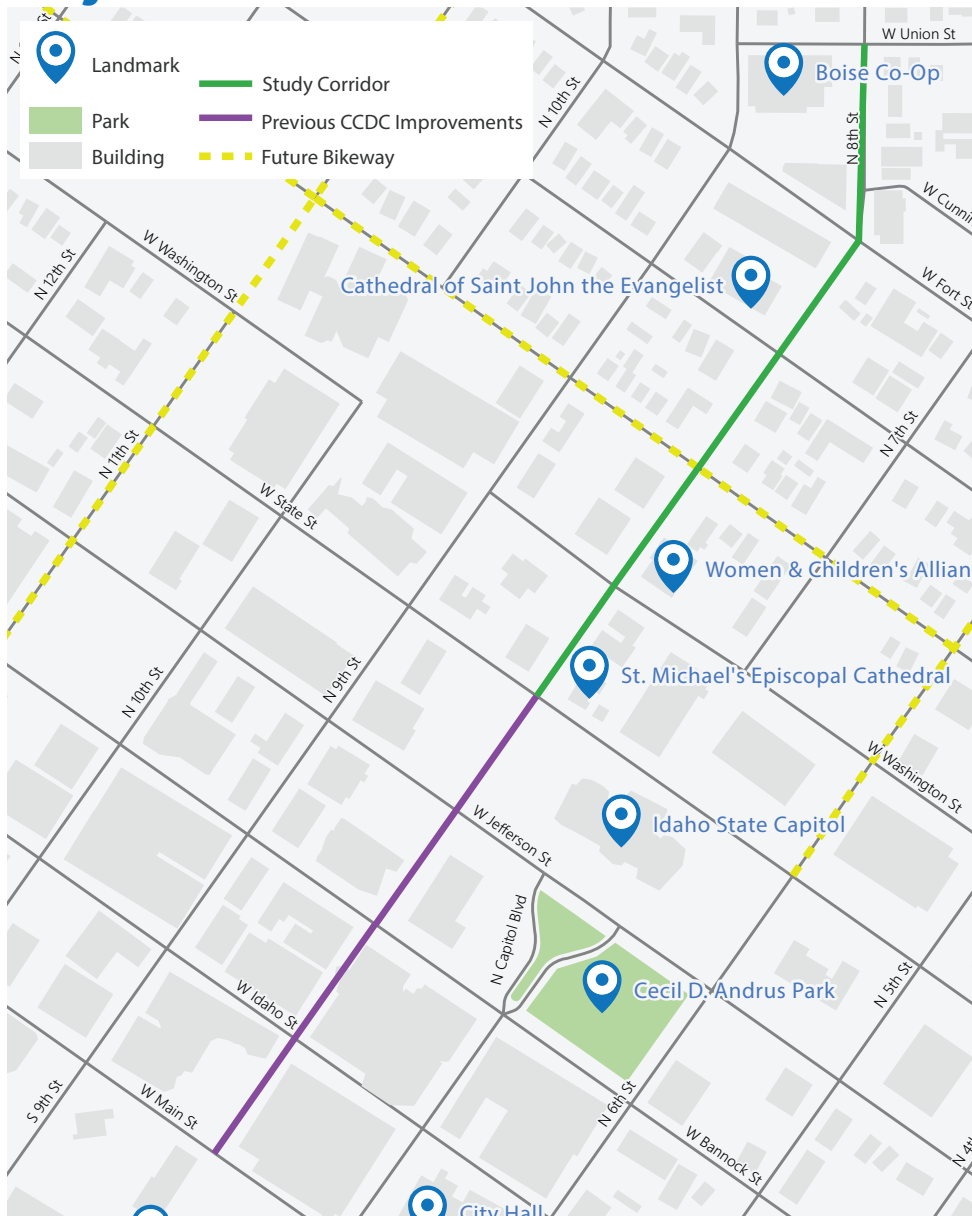 Landmark
Park
Building
Study Corridor
Previous CCDC Improvements
Future Bikeway
W Union St
Boise Co-Op
N 10th St
N 8th St
W Cunnin
W Fort St
Cathedral of Saint John the Evangelist
W Washington St
N 12th St
N 7th St
N 11th St
W State St
Women & Children's Allian
St. Michael's Episcopal Cathedral
N 10th St
N 9th St
W Washington St
Idaho State Capitol
W Jefferson St
N Capitol Blvd
Cecil D. Andrus Park
N 5th St
W Idaho St
S 9th St
W Main St
N 6th St
W Bannock St
N 4th
City Hall